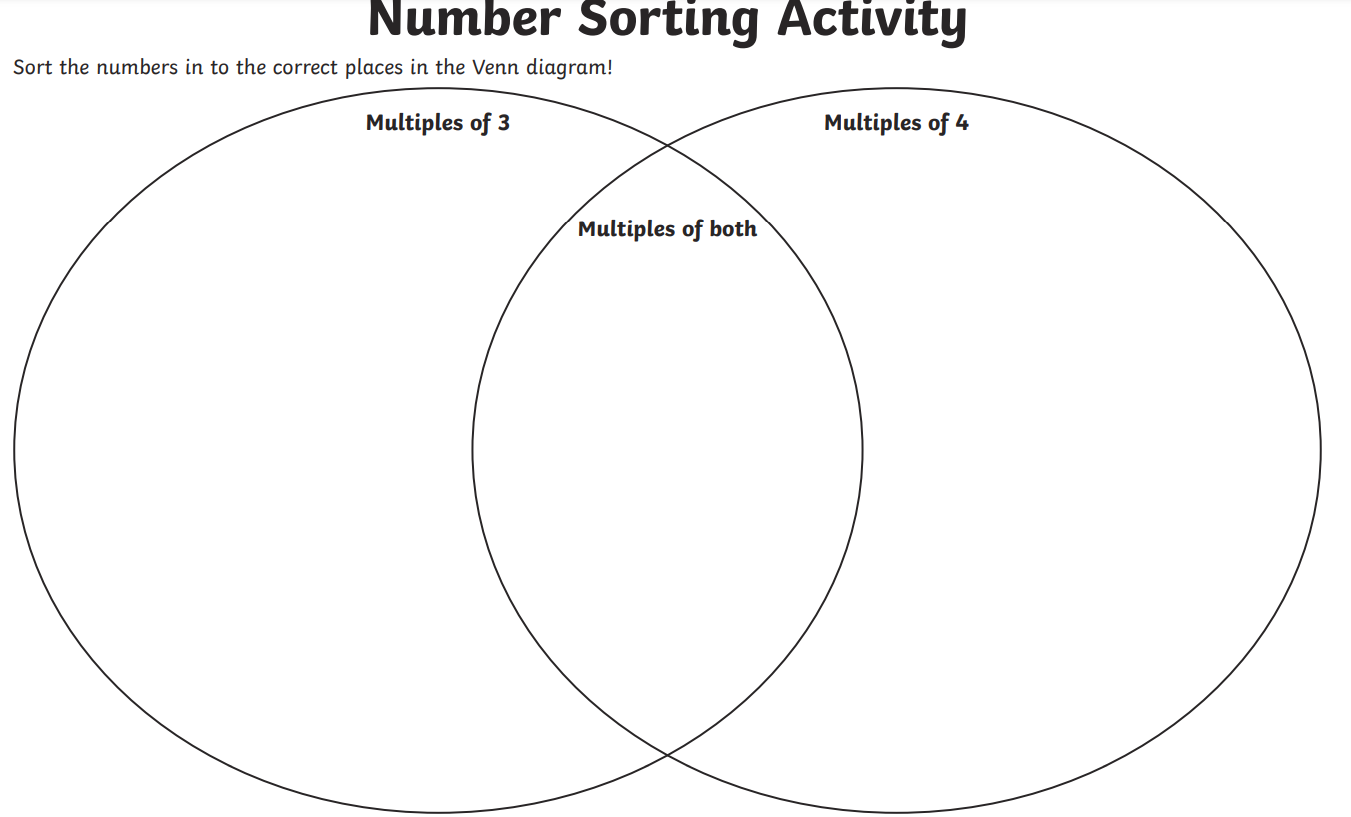 Number Sorting Activity
Sort the numbers in to the correct places in the Venn diagram!
Multiples of 3
Multiples of 4
Multiples of both